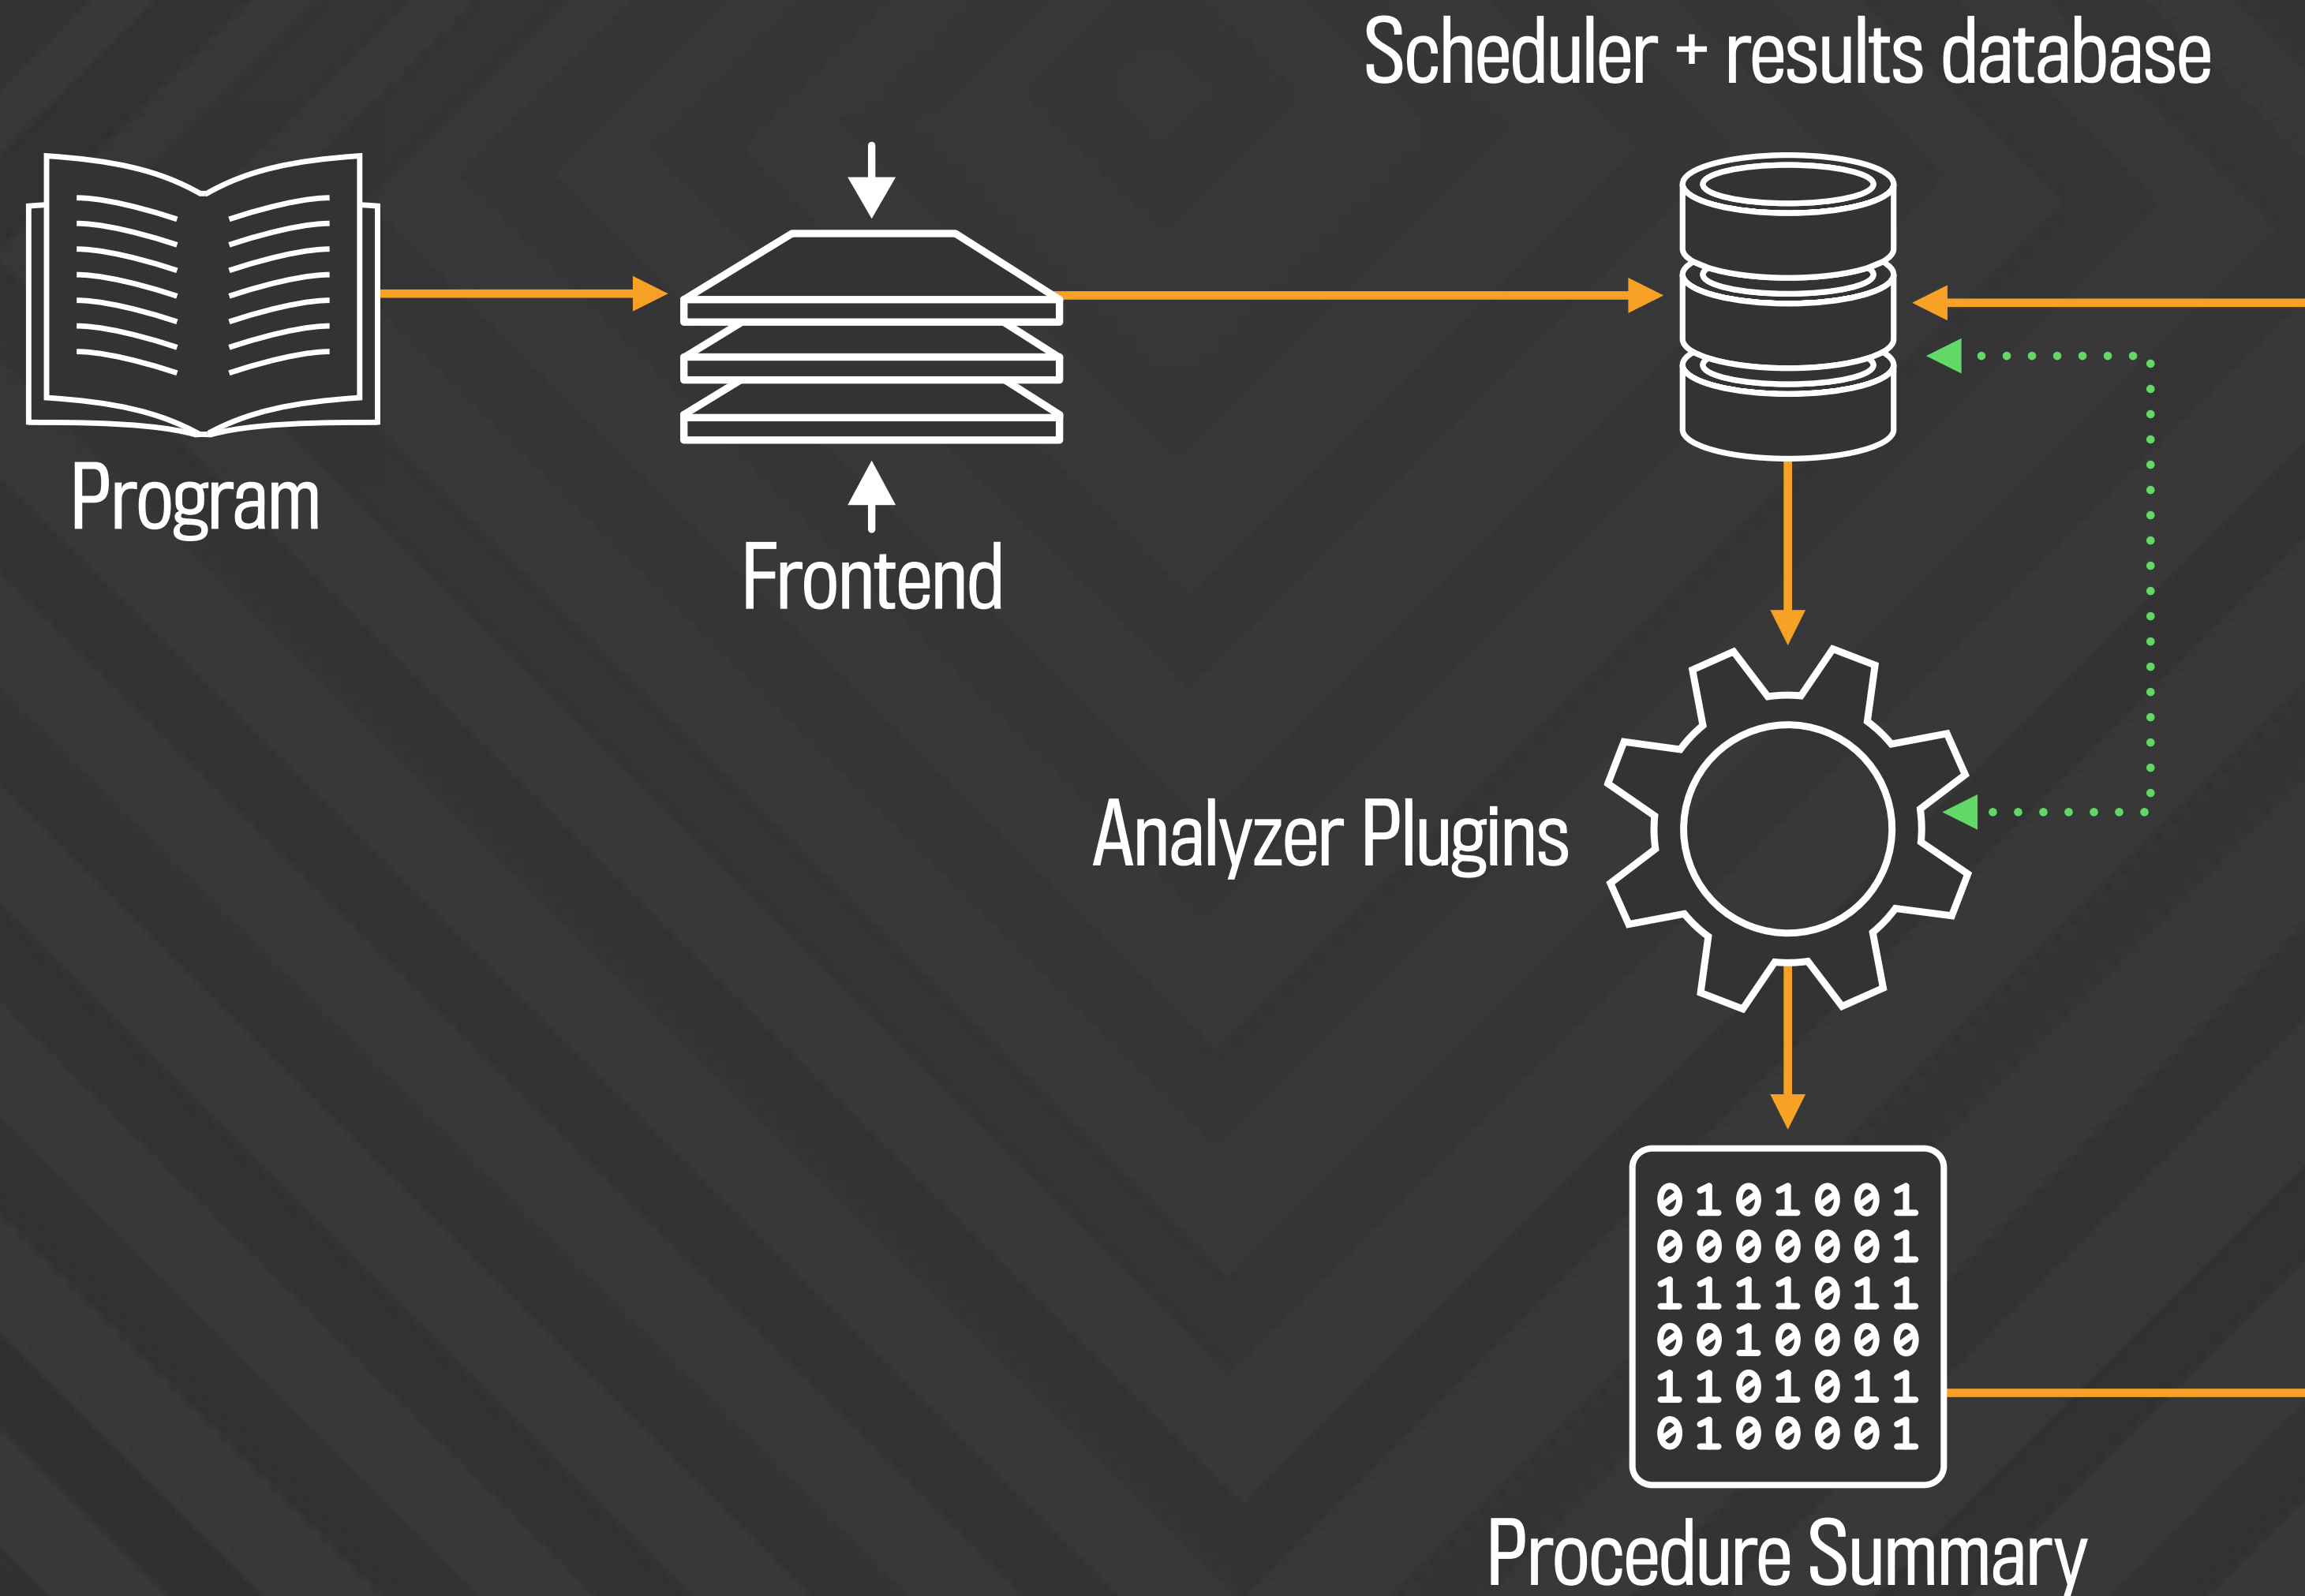 Scheduler + results database
Program
Frontend
Analyzer Plugins
0101001
0000001
1111011
0010000
1101011
0100001
Procedure Summary